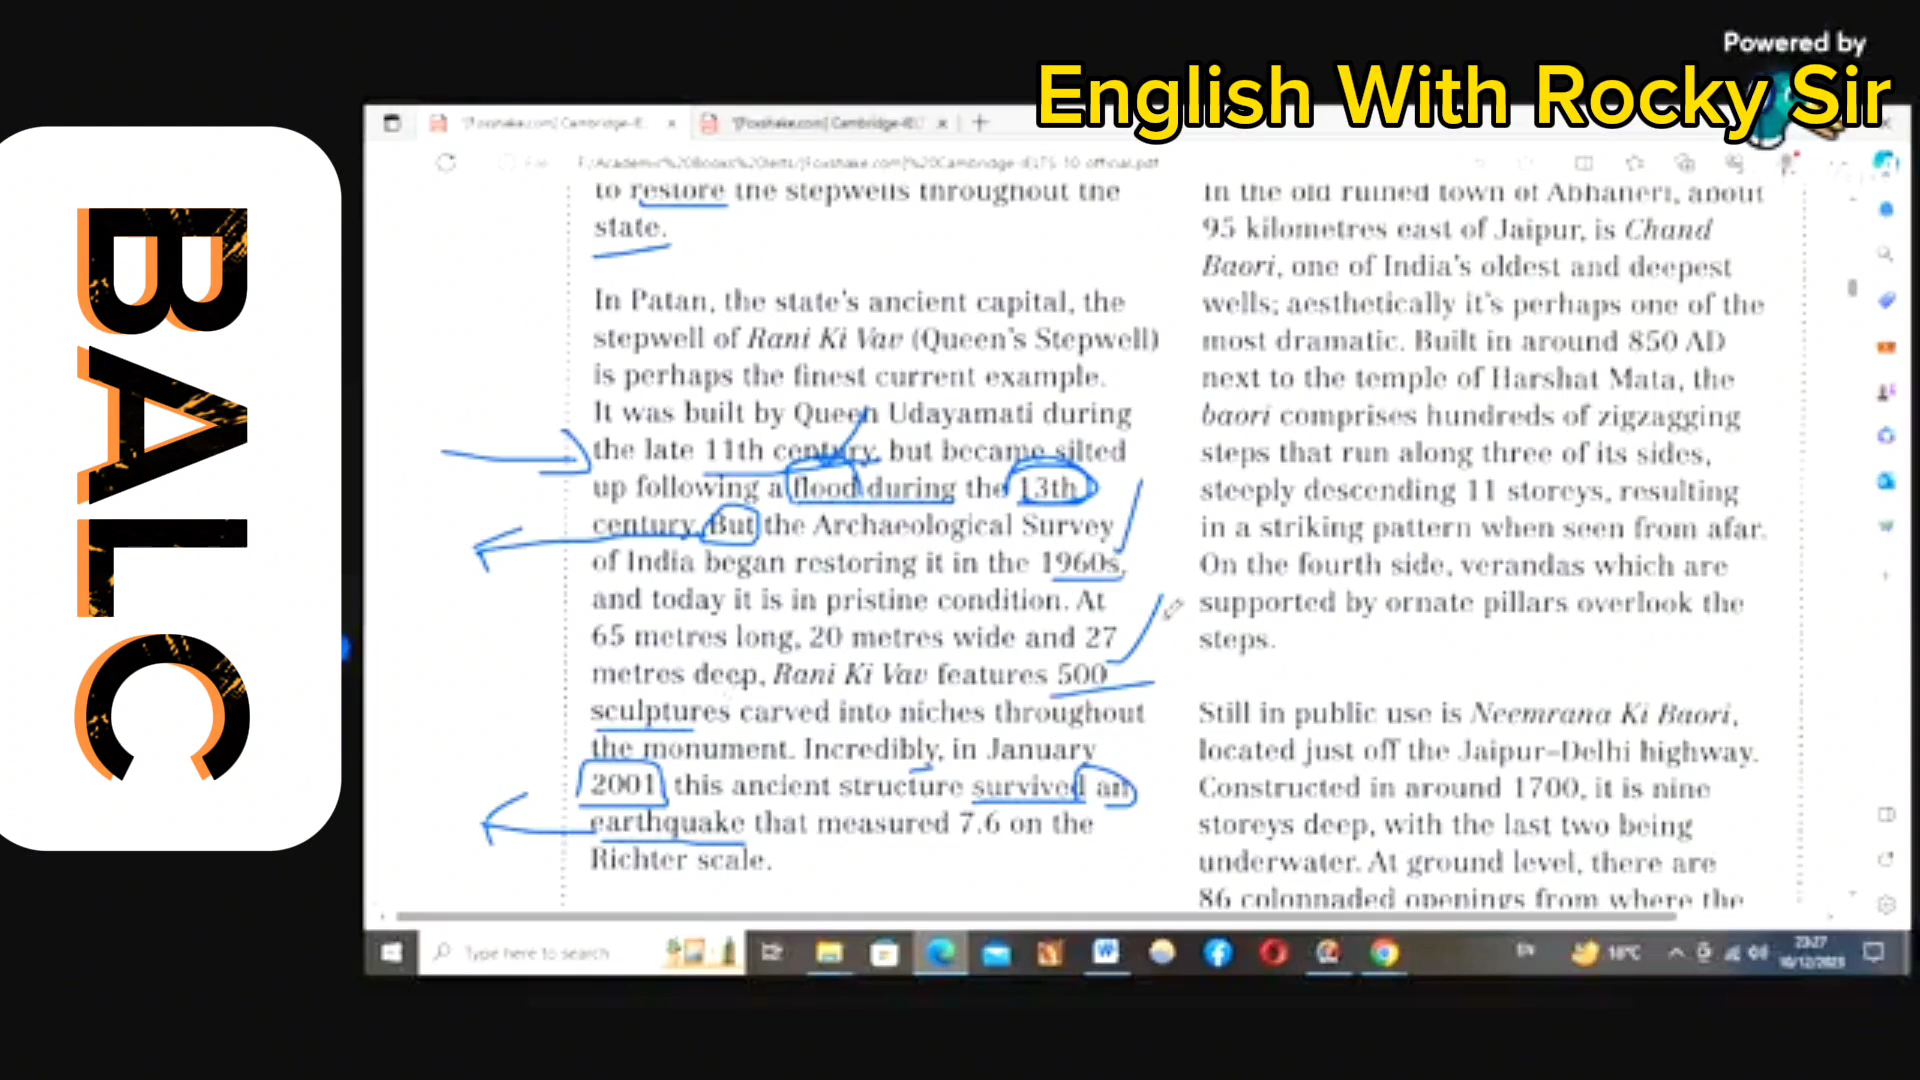 Powered by
English With Rocky Sir
BALC
to restore the stepwells throughout the
state.
In Patan, the state's ancient capital, the
stepwell of Rani Ki Vav (Queen's Stepwell)
is perhaps the finest current example.
It was built by Queen Udayamati during
the late 11th century, but became silted
up following a flood during the 13th
century. But the Archaeological Survey
of India began restoring it in the 1960s,
and today it is in pristine condition. At
65 metres long, 20 metres wide and 27
metres deep, Rani Ki Vav features 500
sculptures carved into niches throughout
the monument. Incredibly, in January
2001, this ancient structure survived an
earthquake that measured 7.6 on the
Richter scale.
In the old ruined town of Abhaneri, about
95 kilometres east of Jaipur, is Chand
Baori, one of India's oldest and deepest
wells; aesthetically it's perhaps one of the
most dramatic. Built in around 850 AD
next to the temple of Harshat Mata, the
baori comprises hundreds of zigzagging
steps that run along three of its sides,
steeply descending 11 storeys, resulting
in a striking pattern when seen from afar.
On the fourth side, verandas which are
supported by ornate pillars overlook the
steps.
Still in public use is Neemrana Ki Baori,
located just off the Jaipur–Delhi highway.
Constructed in around 1700, it is nine
storeys deep, with the last two being
underwater. At ground level, there are
86 colonnaded openings from where the
Type here to search
18°C
23:27
10/12/2023